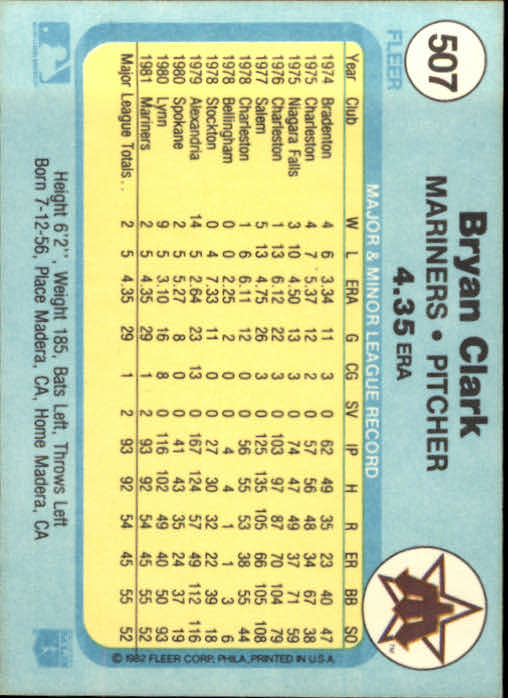 507
FLEER
Bryan Clark
MARINERS • PITCHER
4.35 ERA
MAJOR & MINOR LEAGUE RECORD
Year Club W L ERA G CG SV IP H R ER BB SO
1974 Bradenton 4 6 3.34 11 3 0 62 49 35 23 40 47
1975 Charleston 4 7 5.37 12 2 0 57 56 48 34 67 38
1975 Niagara Falls 3 10 4.50 13 3 0 74 47 49 37 71 59
1976 Charleston 1 13 6.12 22 3 0 103 97 87 70 104 79
1977 Salem 5 13 4.75 26 3 0 125 135 105 66 105 108
1978 Charleston 1 6 6.11 12 0 0 56 55 53 38 55 44
1978 Bellingham 0 0 2.25 2 0 0 4 4 1 1 3 6
1978 Stockton 0 4 7.33 11 0 0 27 30 32 22 39 18
1979 Alexandria 14 5 2.64 23 13 0 167 124 57 49 112 116
1980 Spokane 2 5 5.27 8 0 0 41 43 35 24 37 19
1980 Lynn 9 5 3.10 16 8 0 116 102 49 40 50 93
1981 Mariners 2 5 4.35 29 1 2 93 92 54 45 55 52
Major League Totals . . 2 5 4.35 29 1 2 93 92 54 45 55 52
© 1982 FLEER CORP., PHILA., PRINTED IN U.S.A.
Height 6'2'', Weight 185, Bats Left, Throws Left
Born 7-12-56, Place Madera, CA, Home Madera, CA